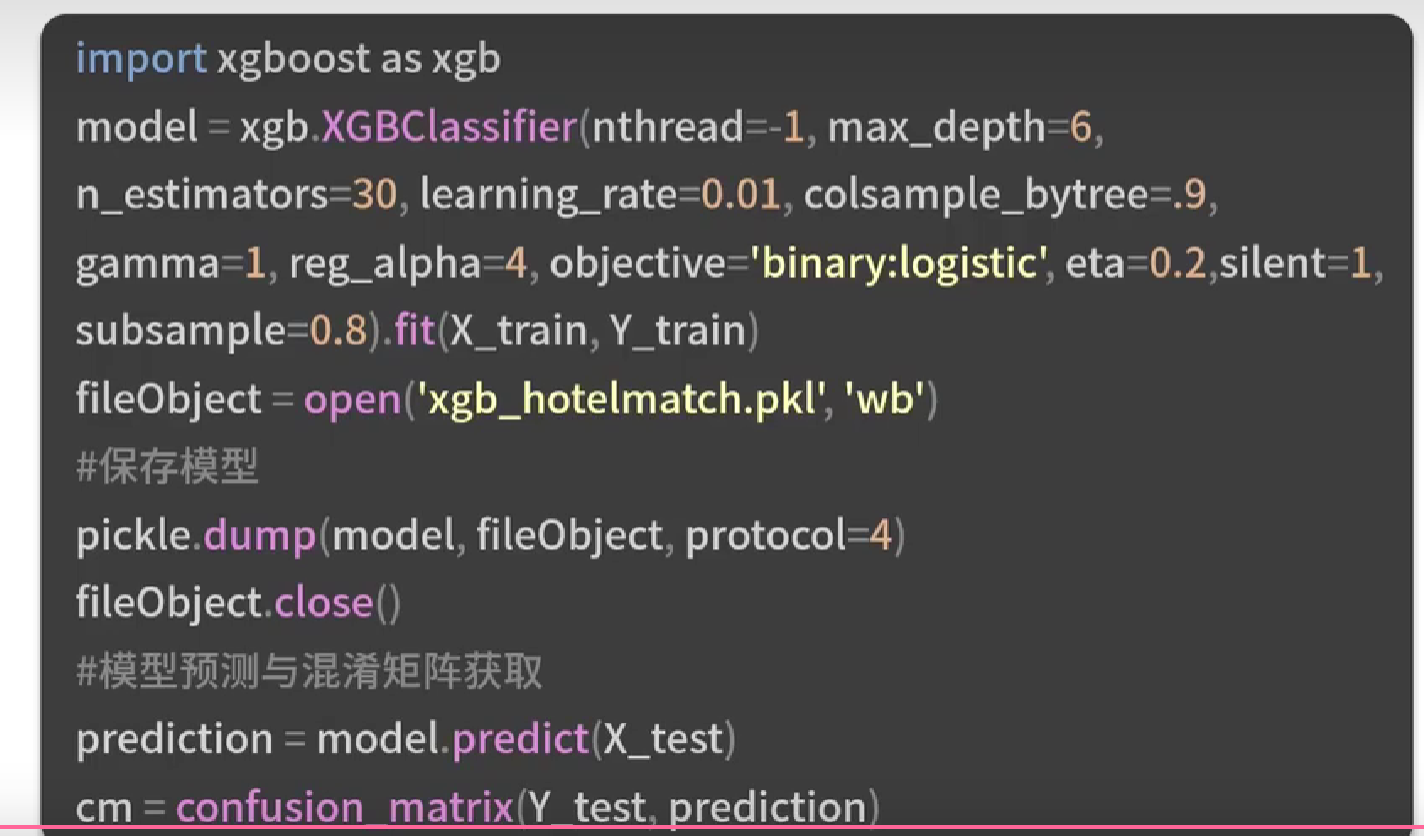 import xgboost as xgb
model = xgb.XGBClassifier(nthread=-1, max_depth=6,
n_estimators=30, learning_rate=0.01, colsample_bytree=.9,
gamma=1, reg_alpha=4, objective='binary:logistic', eta=0.2,silent=1,
subsample=0.8).fit(X_train, Y_train)
fileObject = open('xgb_hotelmatch.pkl', 'wb')
#保存模型
pickle.dump(model, fileObject, protocol=4)
fileObject.close()
#模型预测与混淆矩阵获取
prediction = model.predict(X_test)
cm = confusion_matrix(Y_test, prediction)